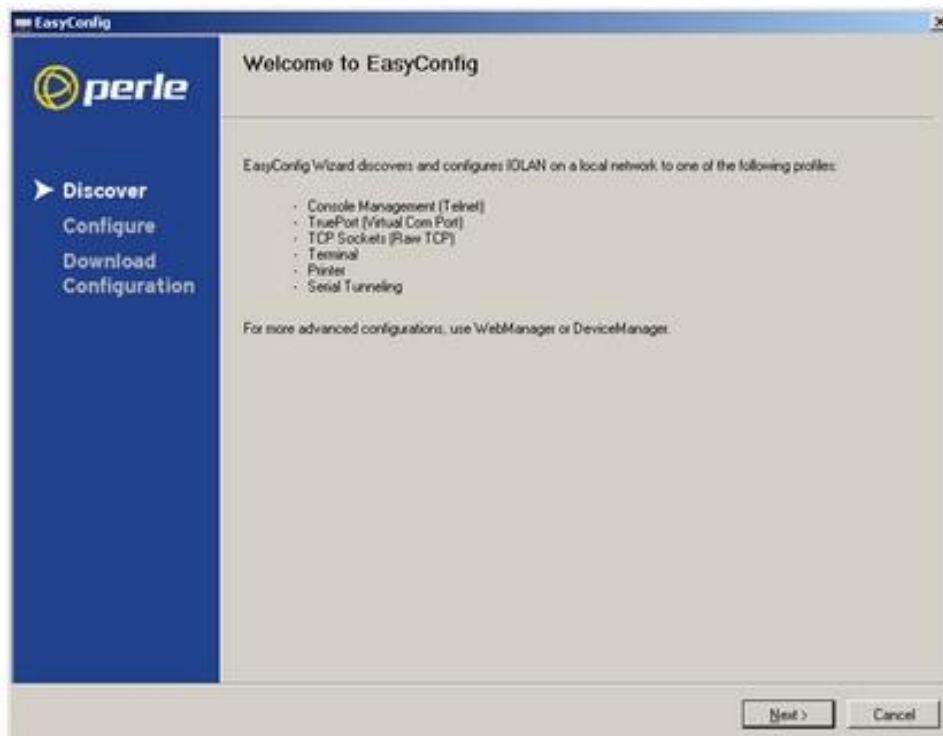 EasyConfig
perle
Discover
Configure
Download
Configuration
Welcome to EasyConfig
EasyConfig Wizard discovers and configures IOLAN on a local network to one of the following profiles:
· Console Management (Telnet)
· TruePort (Virtual Com Port)
· TCP Sockets (Raw TCP)
· Terminal
· Printer
· Serial Tunneling
For more advanced configurations, use WebManager or DeviceManager.
Next >
Cancel